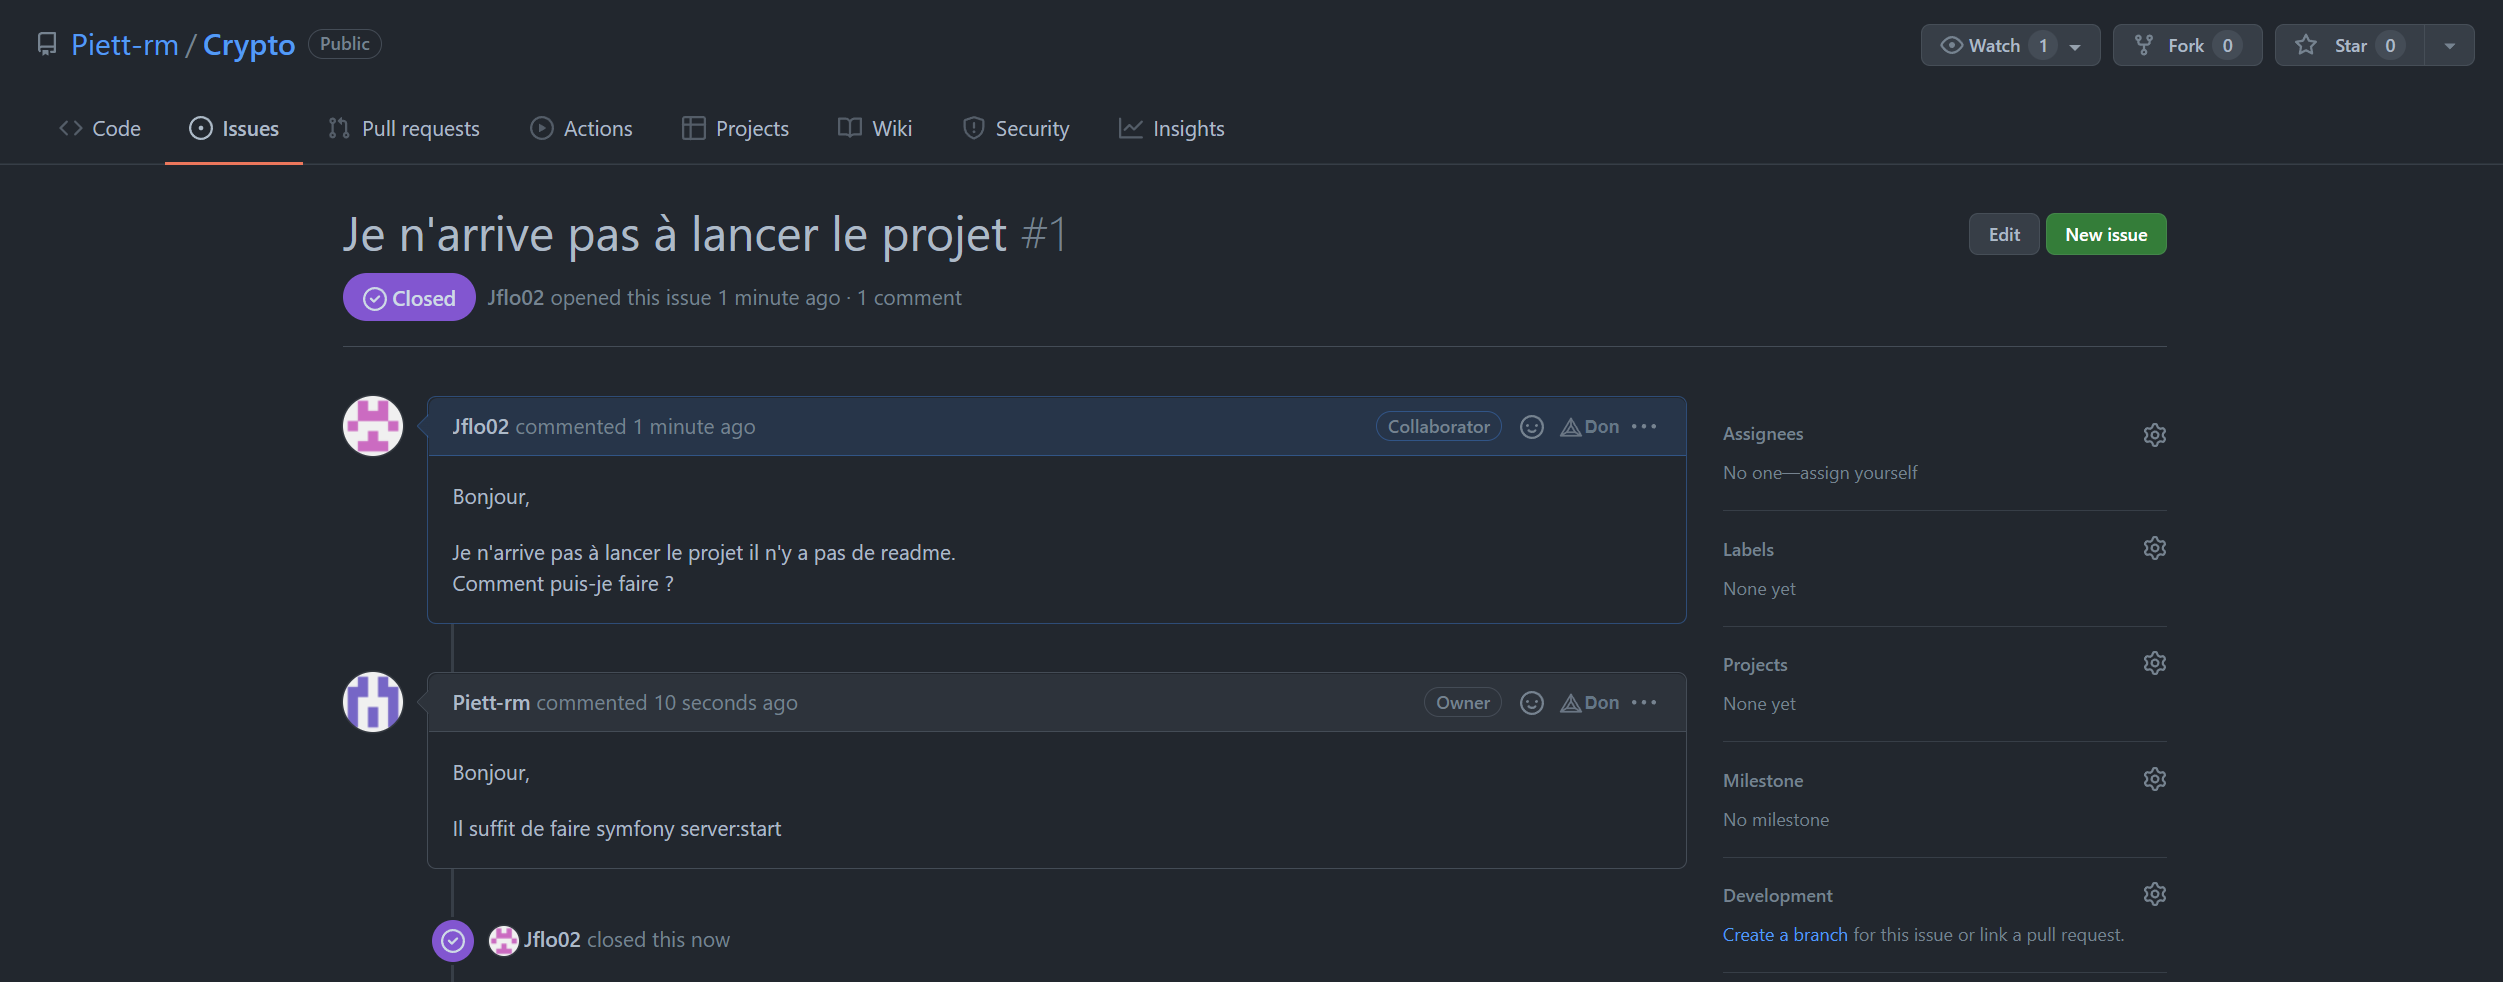 Piett-rm / Crypto Public
Watch 1
Fork 0
Star 0
Code
Issues
Pull requests
Actions
Projects
Wiki
Security
Insights
Je n'arrive pas à lancer le projet #1
Edit
New issue
Closed
Jflo02 opened this issue 1 minute ago · 1 comment
Jflo02 commented 1 minute ago
Collaborator
Don
Bonjour,
Je n'arrive pas à lancer le projet il n'y a pas de readme.
Comment puis-je faire ?
Piett-rm commented 10 seconds ago
Owner
Don
Bonjour,
Il suffit de faire symfony server:start
Jflo02 closed this now
Assignees
No one—assign yourself
Labels
None yet
Projects
None yet
Milestone
No milestone
Development
Create a branch for this issue or link a pull request.